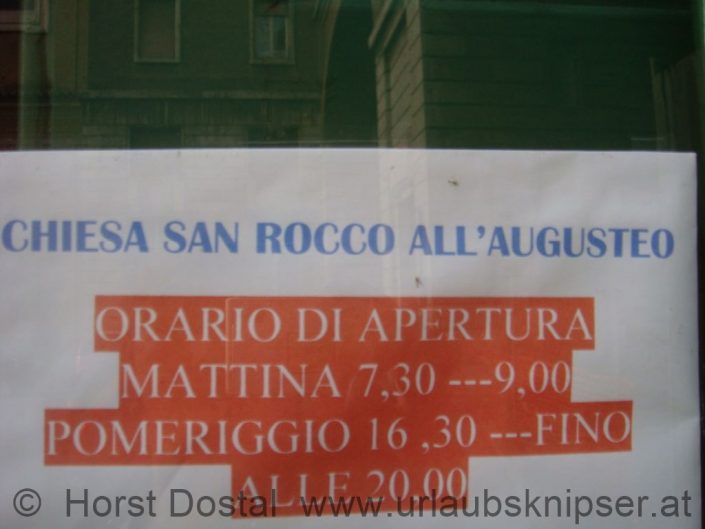 CHIESA SAN ROCCO ALL'AUGUSTEO
ORARIO DI APERTURA
MATTINA 7,30 ---9,00
POMERIGGIO 16 ,30 ---FINO
ALLE 20,00
© Horst Dostal www.urlaubsknipser.at